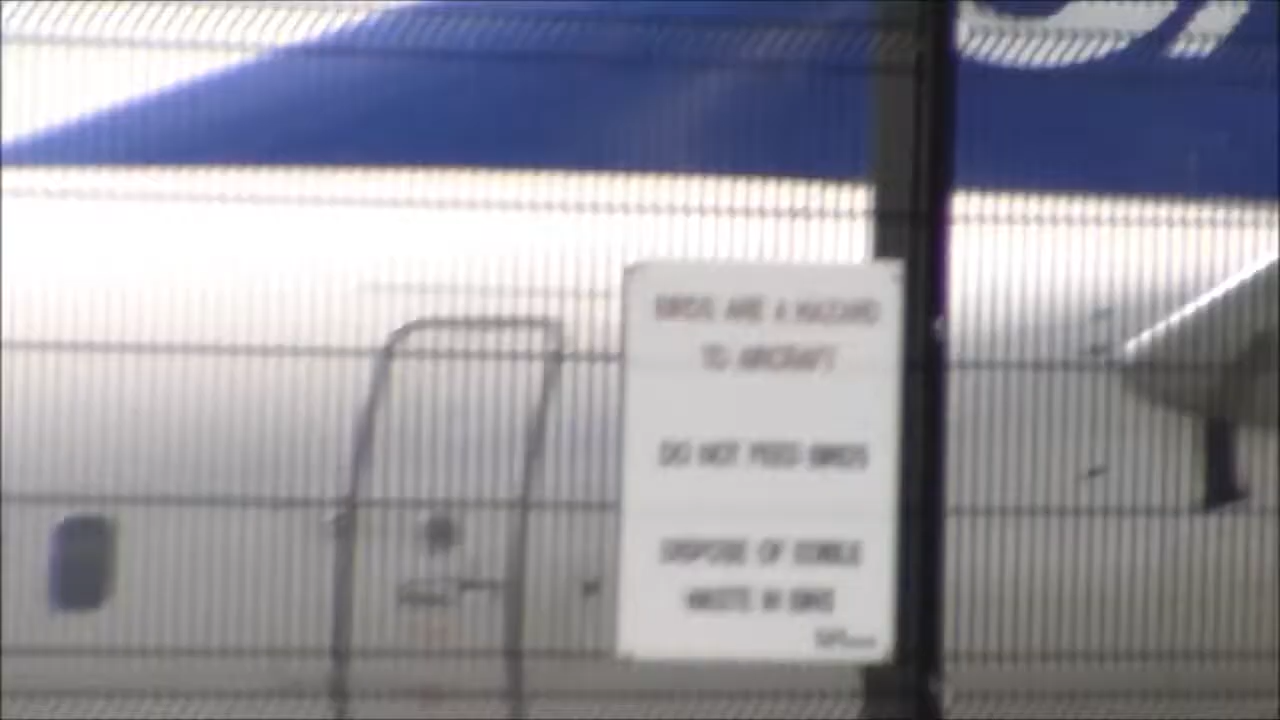 BIRDS ARE A HAZARD
TO AIRCRAFT
DO NOT FEED BIRDS
DISPOSE OF EDIBLE
WASTE IN BINS